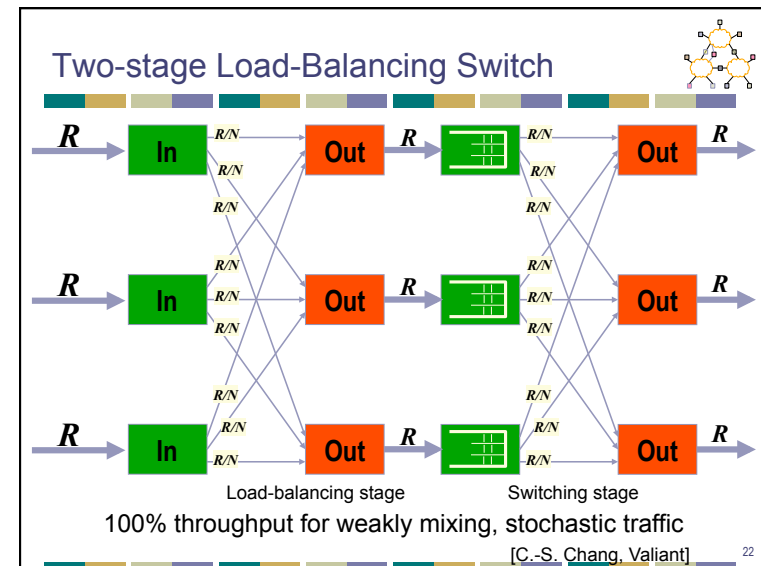 Two-stage Load-Balancing Switch
R In R/N Out R R/N Out R
R/N R/N
R/N R/N
R/N R/N
R In R/N Out R R/N Out R
R/N R/N
R/N R/N
R/N R/N
R In R/N Out R R/N Out R
Load-balancing stage Switching stage
100% throughput for weakly mixing, stochastic traffic
[C.-S. Chang, Valiant] 22